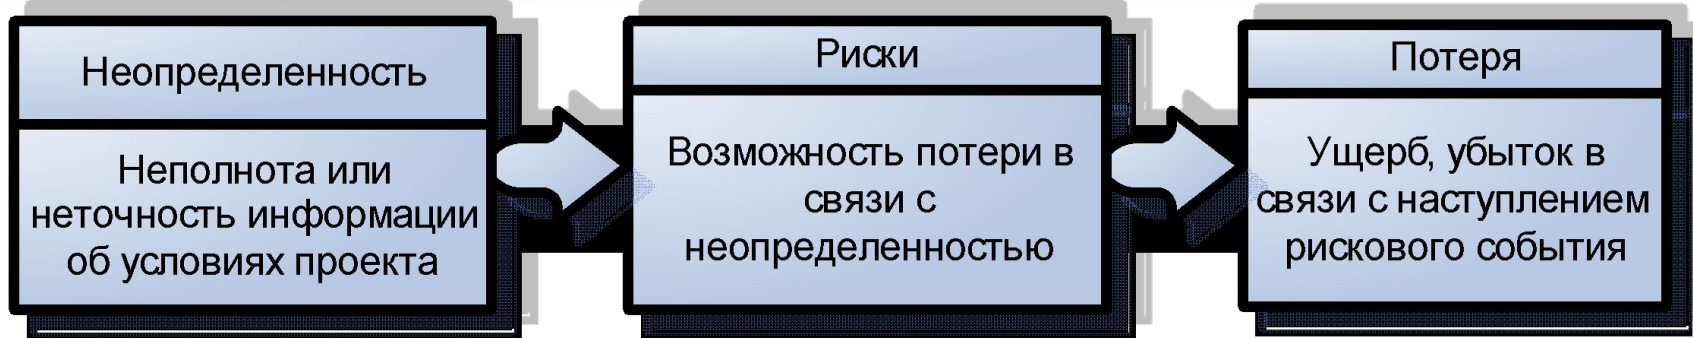 Неопределенность
Неполнота или
неточность информации
об условиях проекта
Риски
Возможность потери в
связи с
неопределенностью
Потеря
Ущерб, убыток в
связи с наступлением
рискового события